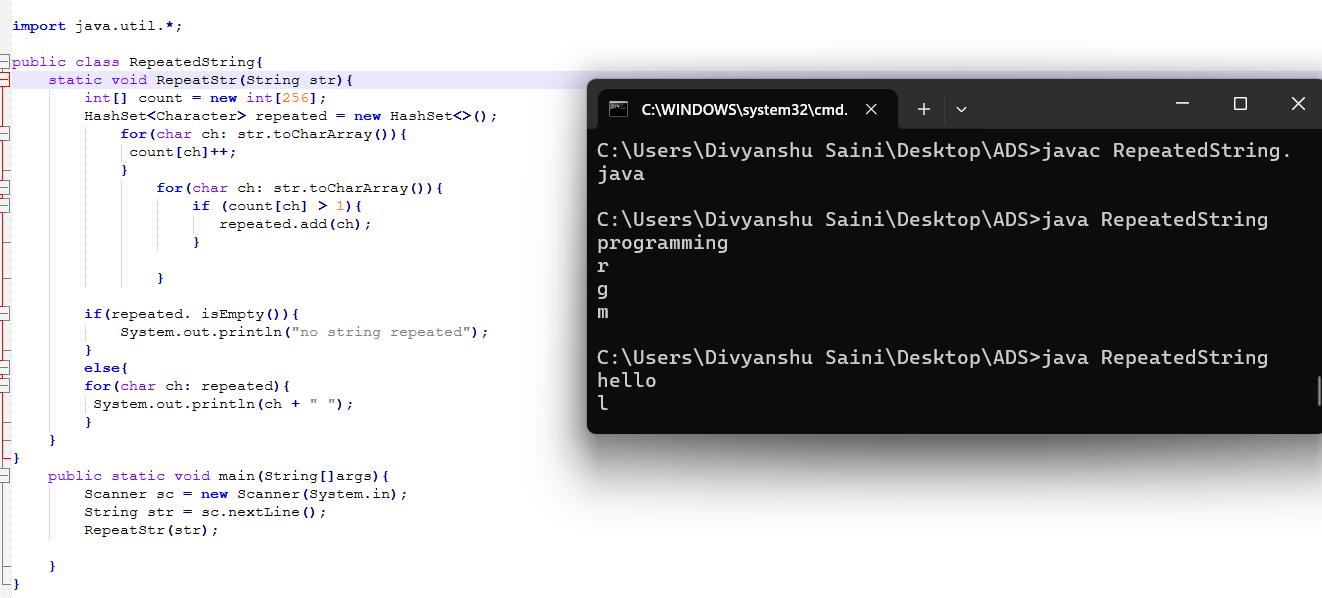 import java.util.*;
public class RepeatedString{
static void RepeatStr(String str){
int[] count = new int[256];
HashSet<Character> repeated = new HashSet<>();
for(char ch: str.toCharArray()){
count[ch]++;
}
for(char ch: str.toCharArray()){
if (count[ch] > 1){
repeated.add(ch);
}
}
if(repeated. isEmpty()){
System.out.println("no string repeated");
}
else{
for(char ch: repeated){
System.out.println(ch + " ");
}
}
}
public static void main(String[]args){
Scanner sc = new Scanner(System.in);
String str = sc.nextLine();
RepeatStr(str);
}
}
C:\WINDOWS\system32\cmd.
C:\Users\Divyanshu Saini\Desktop\ADS>javac RepeatedString.
java
C:\Users\Divyanshu Saini\Desktop\ADS>java RepeatedString
programming
r
g
m
C:\Users\Divyanshu Saini\Desktop\ADS>java RepeatedString
hello
l